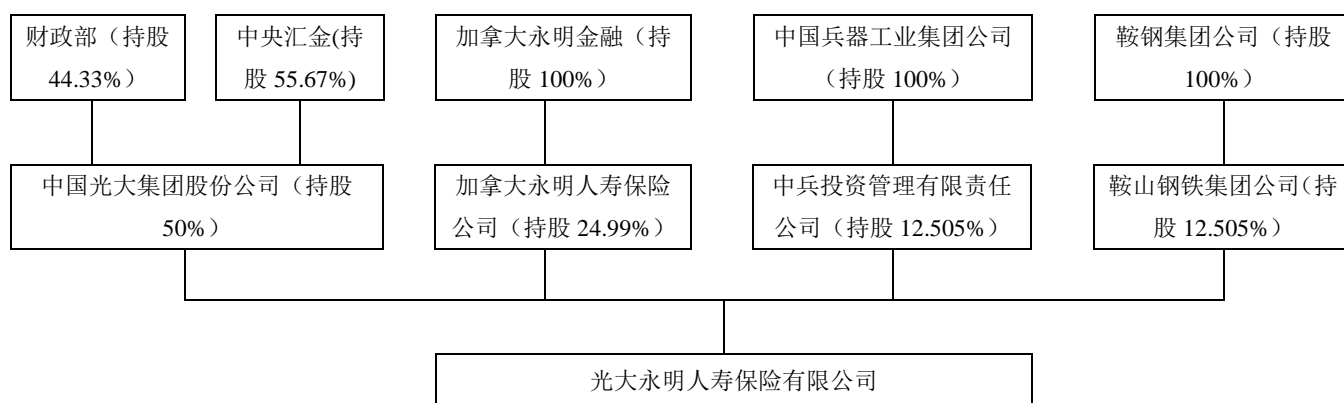 财政部（持股
44.33%）
中央汇金(持
股 55.67%)
加拿大永明金融（持
股 100%）
中国兵器工业集团公司
（持股 100%）
鞍钢集团公司（持股
100%）
中国光大集团股份公司（持股
50%）
加拿大永明人寿保险
公司（持股 24.99%）
中兵投资管理有限责任
公司（持股 12.505%）
鞍山钢铁集团公司（持
股 12.505%）
光大永明人寿保险有限公司